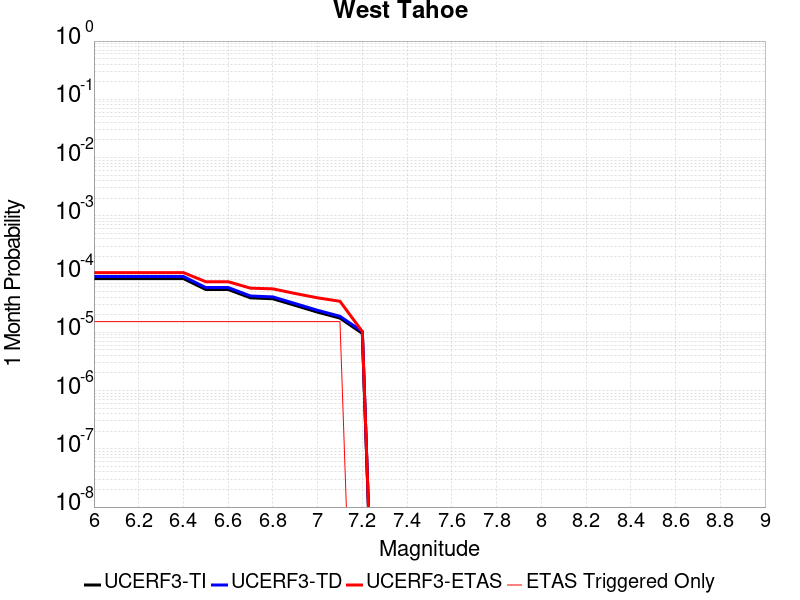 West Tahoe
1 Month Probability
10 0
10 -1
10 -2
10 -3
10 -4
10 -5
10 -6
10 -7
10 -8
6 6.2 6.4 6.6 6.8 7 7.2 7.4 7.6 7.8 8 8.2 8.4 8.6 8.8 9
Magnitude
UCERF3-TI UCERF3-TD UCERF3-ETAS ETAS Triggered Only